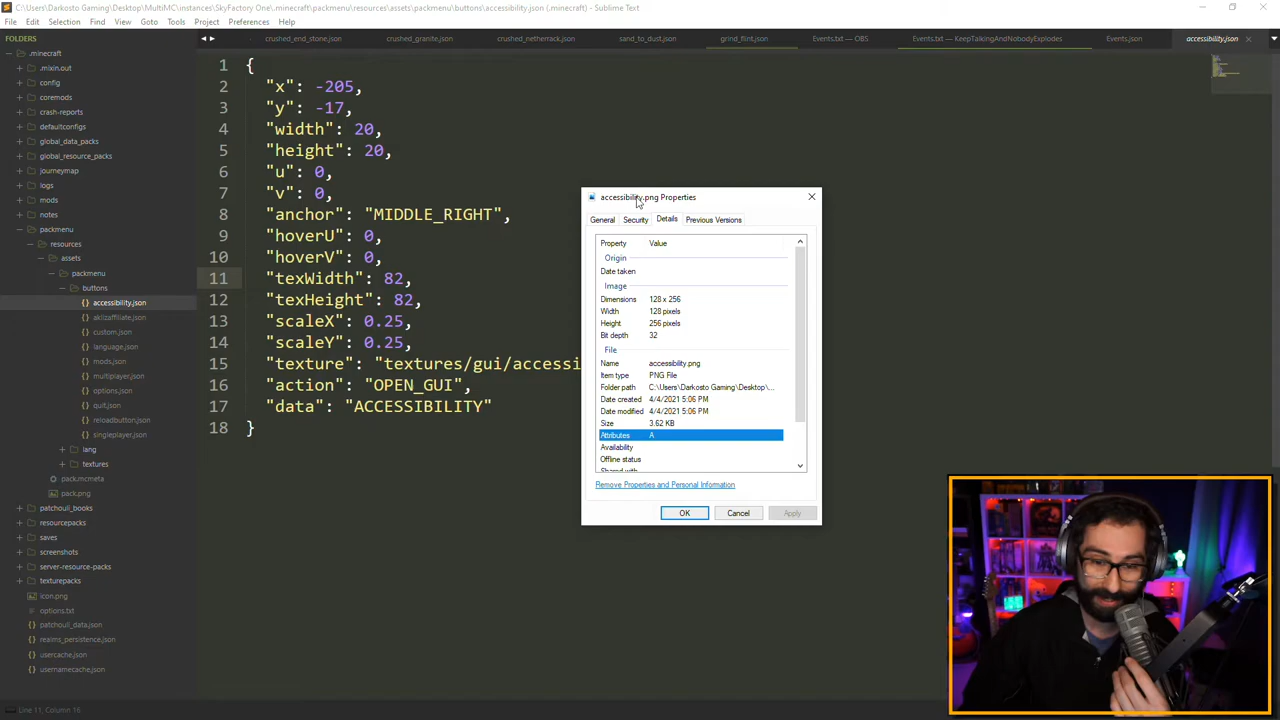 C:\Users\Darkosto Gaming\Desktop\MultiMC\instances\SkyFactory One\.minecraft\packmenu\resources\assets\packmenu\buttons\accessibility.json (.minecraft) - Sublime Text
File Edit Selection Find View Goto Tools Project Preferences Help
FOLDERS
crushed_end_stone.json crushed_granite.json crushed_netherrack.json sand_to_dust.json grind_flint.json Events.txt — OBS Events.txt — KeepTalkingAndNobodyExplodes Events.json accessibility.json
.minecraft
.mixin.out
config
coremods
crash-reports
defaultconfigs
global_data_packs
global_resource_packs
journeymap
logs
mods
notes
packmenu
resources
assets
packmenu
buttons
accessibility.json
aklizaffiliate.json
custom.json
language.json
mods.json
multiplayer.json
options.json
quit.json
reloadbutton.json
singleplayer.json
lang
textures
pack.mcmeta
pack.png
patchouli_books
resourcepacks
saves
screenshots
server-resource-packs
texturepacks
icon.png
options.txt
patchouli_data.json
realms_persistence.json
usercache.json
usernamecache.json
1 {
2 "x": -205,
3 "y": -17,
4 "width": 20,
5 "height": 20,
6 "u": 0,
7 "v": 0,
8 "anchor": "MIDDLE_RIGHT",
9 "hoverU": 0,
10 "hoverV": 0,
11 "texWidth": 82,
12 "texHeight": 82,
13 "scaleX": 0.25,
14 "scaleY": 0.25,
15 "texture": "textures/gui/accessi
16 "action": "OPEN_GUI",
17 "data": "ACCESSIBILITY"
18 }
accessibility.png Properties
General Security Details Previous Versions
Property Value
Origin
Date taken
Image
Dimensions 128 x 256
Width 128 pixels
Height 256 pixels
Bit depth 32
File
Name accessibility.png
Item type PNG File
Folder path C:\Users\Darkosto Gaming\Desktop\...
Date created 4/4/2021 5:06 PM
Date modified 4/4/2021 5:06 PM
Size 3.62 KB
Attributes A
Availability
Offline status
Shared with
Remove Properties and Personal Information
OK Cancel Apply
Line 11, Column 16